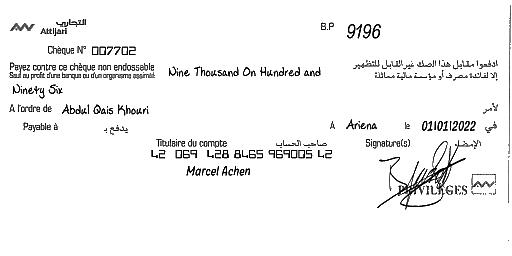 التجاري
Attijari
B.P 9196
Chèque N° 007702
Payez contre ce chèque non endossable
Sauf au profit d'une banque ou d'un organisme assimilé
Nine Thousand On Hundred and
ادفعوا مقابل هذا الصك غير القابل للتظهير
إلا لفائدة مصرف أو مؤسسة مالية مماثلة
Ninety Six
A l'ordre de Abdul Qais Khouri لأمر
Payable à يدفع بـ A Ariena le 01/01/2022 في
Titulaire du compte صاحب الحساب Signature(s) الإمضاء
42 069 428 8465 969005 42
Marcel Achen
PRIVILEGES